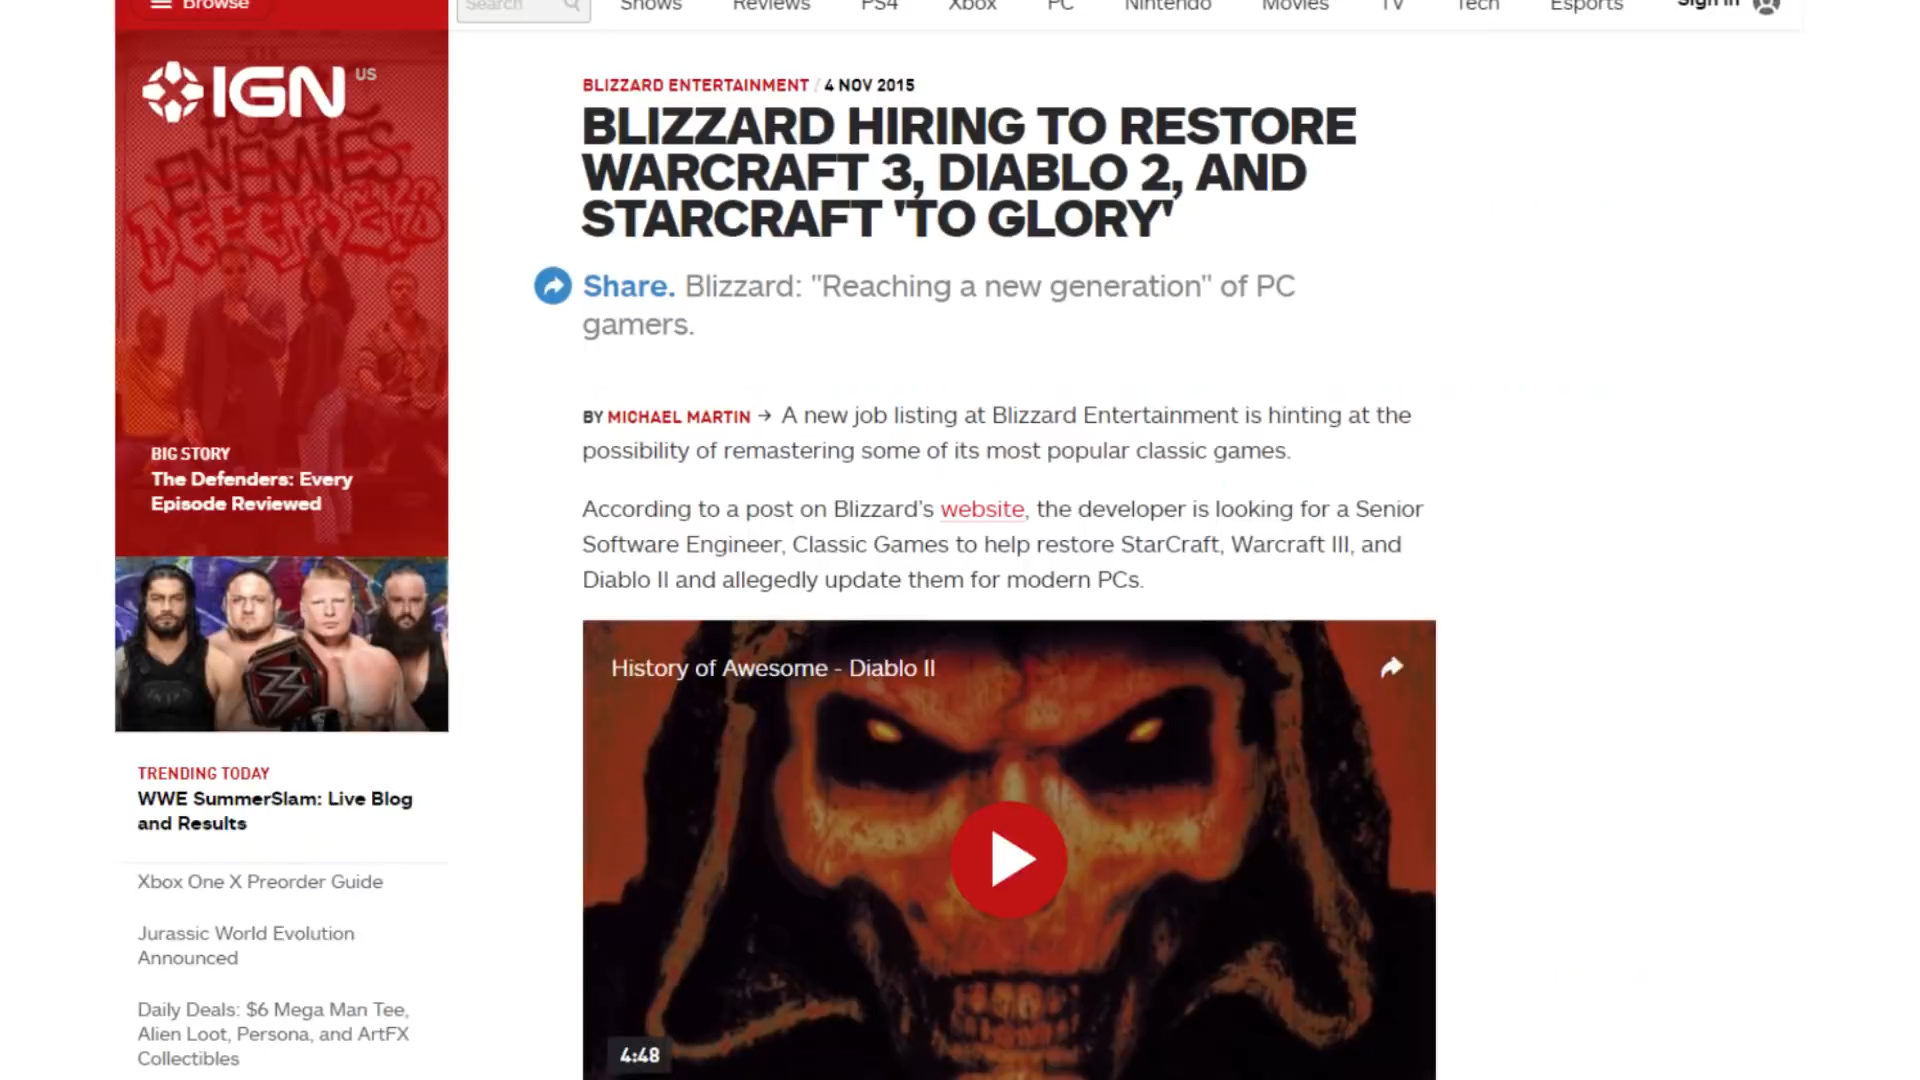 Browse
Search
Shows
Reviews
PS4
Xbox
PC
Nintendo
Movies
TV
Tech
Esports
Sign In
IGN US
PUBLIC
ENEMIES
DEFENDERS
BIG STORY
The Defenders: Every
Episode Reviewed
TRENDING TODAY
WWE SummerSlam: Live Blog
and Results
Xbox One X Preorder Guide
Jurassic World Evolution
Announced
Daily Deals: $6 Mega Man Tee,
Alien Loot, Persona, and ArtFX
Collectibles
BLIZZARD ENTERTAINMENT / 4 NOV 2015
BLIZZARD HIRING TO RESTORE
WARCRAFT 3, DIABLO 2, AND
STARCRAFT 'TO GLORY'
Share. Blizzard: "Reaching a new generation" of PC
gamers.
BY MICHAEL MARTIN → A new job listing at Blizzard Entertainment is hinting at the
possibility of remastering some of its most popular classic games.
According to a post on Blizzard’s website, the developer is looking for a Senior
Software Engineer, Classic Games to help restore StarCraft, Warcraft III, and
Diablo II and allegedly update them for modern PCs.
History of Awesome - Diablo II
4:48